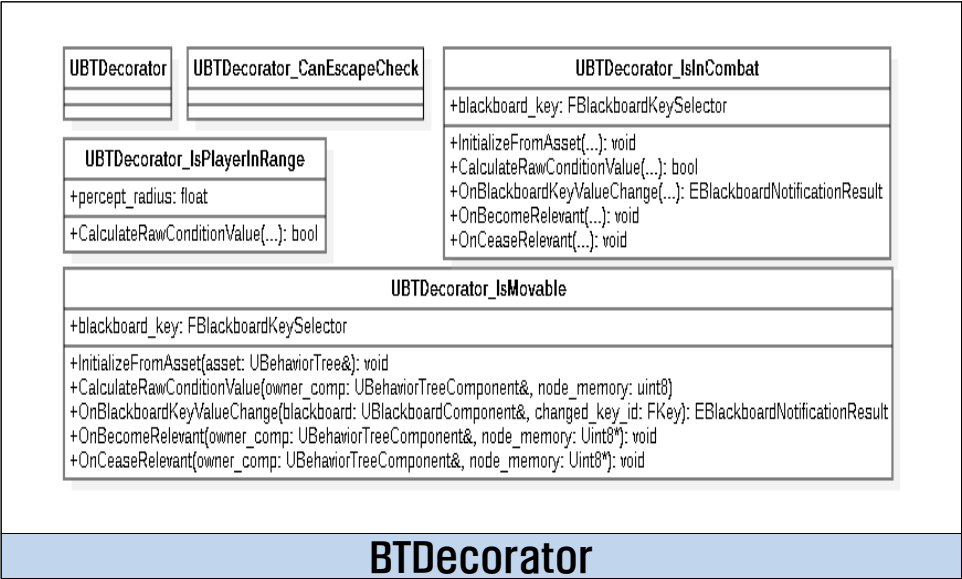 UBTDecorator
UBTDecorator_CanEscapeCheck
UBTDecorator_IsInCombat
+blackboard_key: FBlackboardKeySelector
+InitializeFromAsset(...): void
+CalculateRawConditionValue(...): bool
+OnBlackboardKeyValueChange(...): EBlackboardNotificationResult
+OnBecomeRelevant(...): void
+OnCeaseRelevant(...): void
UBTDecorator_IsPlayerInRange
+percept_radius: float
+CalculateRawConditionValue(...): bool
UBTDecorator_IsMovable
+blackboard_key: FBlackboardKeySelector
+InitializeFromAsset(asset: UBehaviorTree&): void
+CalculateRawConditionValue(owner_comp: UBehaviorTreeComponent&, node_memory: uint8)
+OnBlackboardKeyValueChange(blackboard: UBlackboardComponent&, changed_key_id: FKey): EBlackboardNotificationResult
+OnBecomeRelevant(owner_comp: UBehaviorTreeComponent&, node_memory: Uint8*): void
+OnCeaseRelevant(owner_comp: UBehaviorTreeComponent&, node_memory: Uint8*): void
BTDecorator